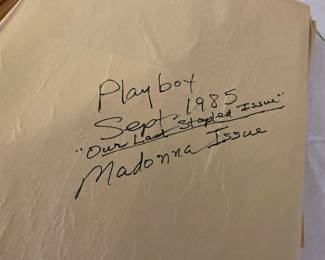 Playboy
Sept 1985
"Our Last Stapled Issue"
Madonna Issue